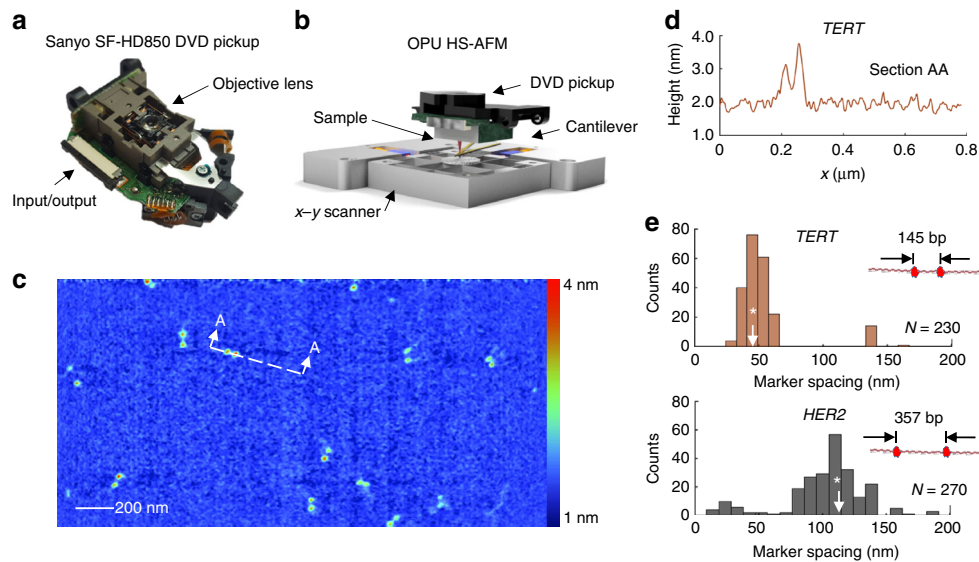 a
Sanyo SF-HD850 DVD pickup
Objective lens
Input/output
b
OPU HS-AFM
DVD pickup
Sample
Cantilever
x–y scanner
c
A
A
200 nm
4 nm
1 nm
d
TERT
Section AA
Height (nm)
4.0
3.0
2.0
1.0
0
0.2
0.4
0.6
0.8
x (μm)
e
TERT
145 bp
N = 230
*
Counts
80
60
40
20
0
0
50
100
150
200
Marker spacing (nm)
HER2
357 bp
N = 270
*
Counts
80
60
40
20
0
0
50
100
150
200
Marker spacing (nm)